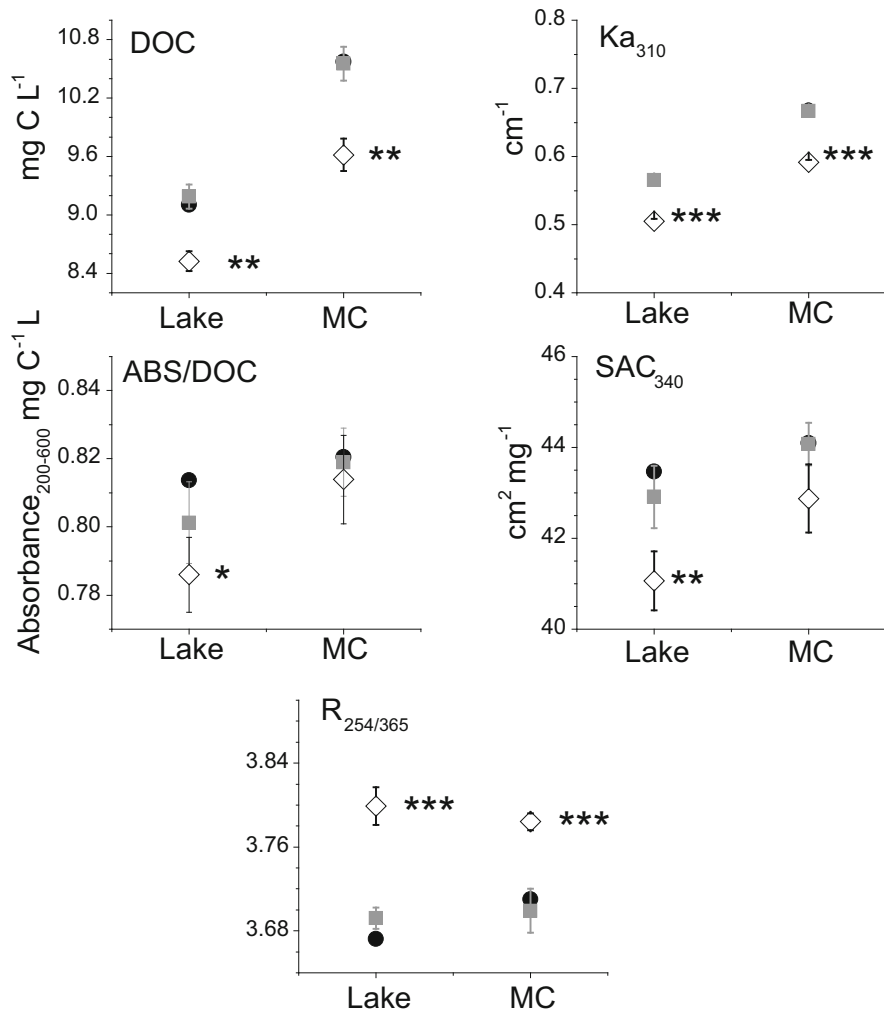 DOC
mg C L⁻¹
10.8
10.2
9.6
9.0
8.4
**
**
Lake MC
Ka₃₁₀
cm⁻¹
0.8
0.7
0.6
0.5
0.4
***
***
Lake MC
ABS/DOC
Absorbance₂₀₀₋₆₀₀ mg C⁻¹ L
0.84
0.82
0.80
0.78
*
Lake MC
SAC₃₄₀
cm² mg⁻¹
46
44
42
40
**
Lake MC
R₂₅₄/₃₆₅
3.84
3.76
3.68
*** ***
Lake MC